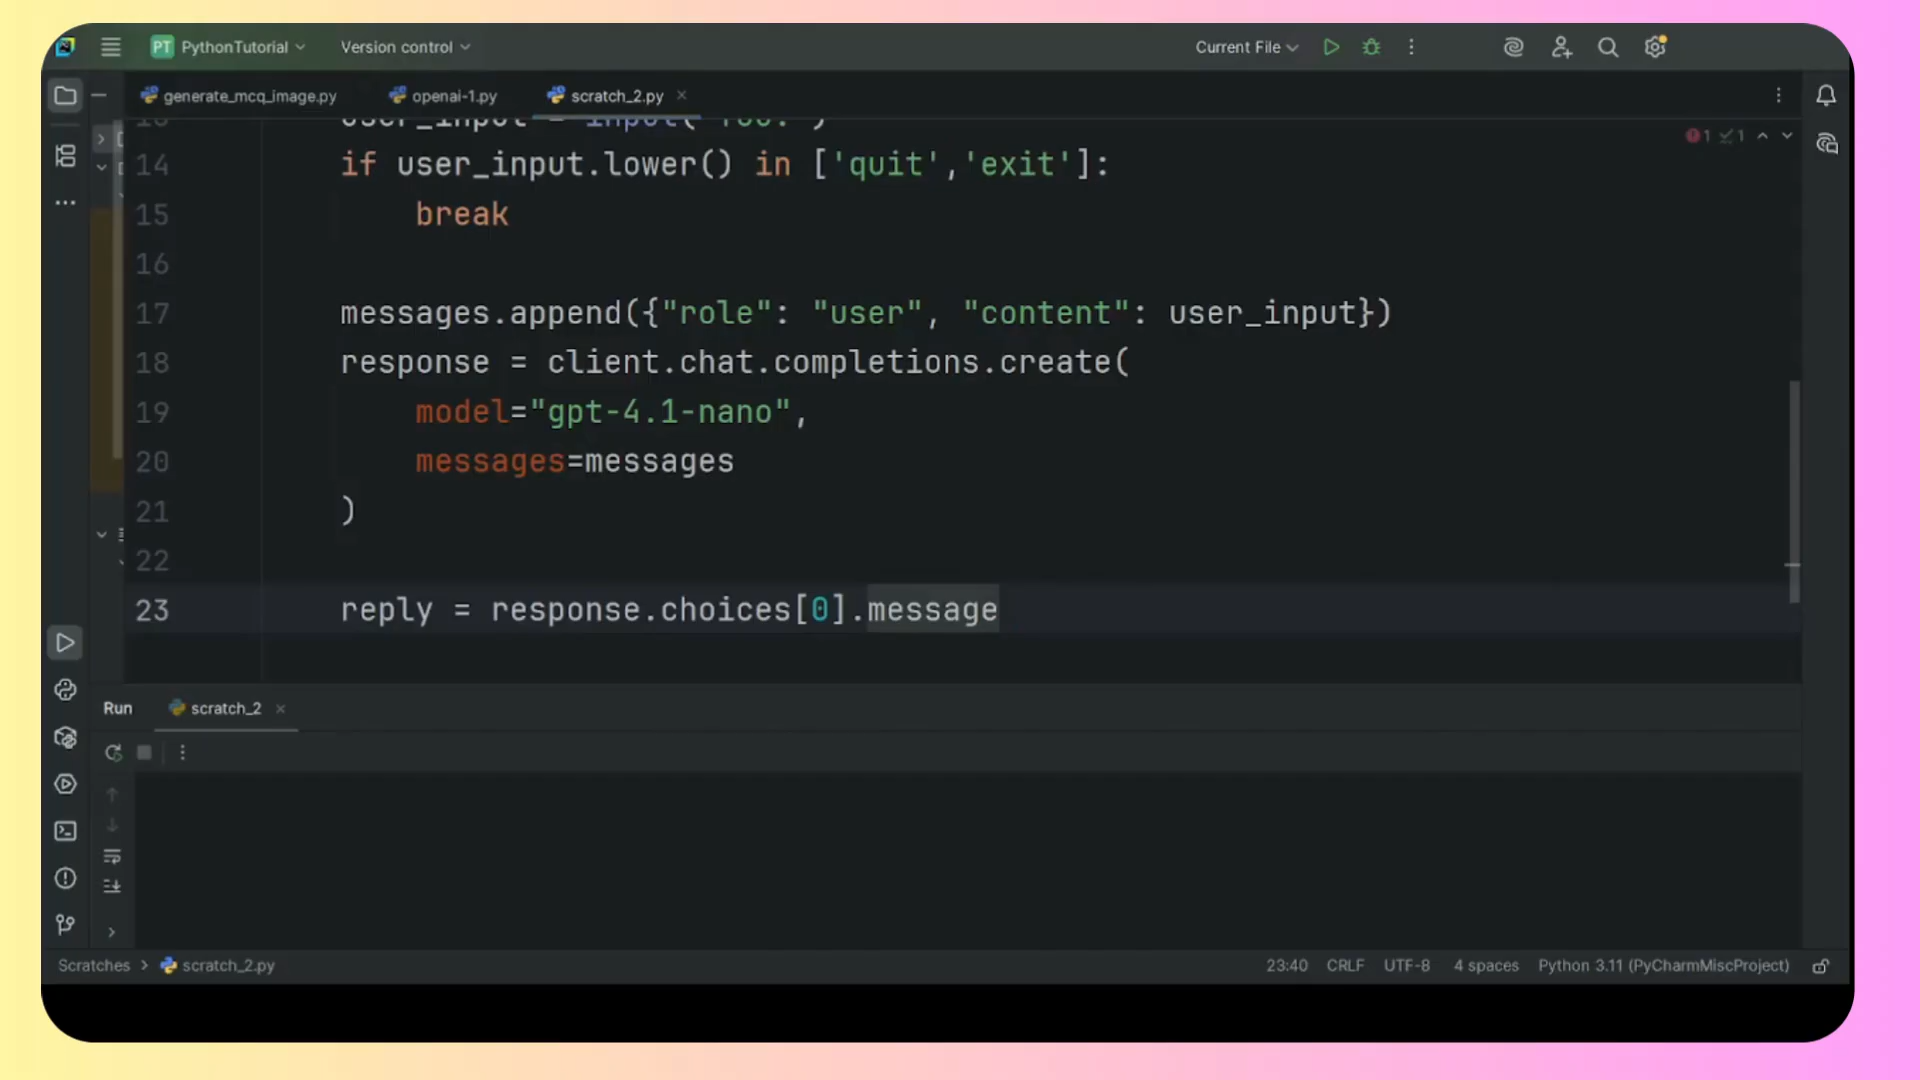 PT PythonTutorial Version control Current File
generate_mcq_image.py openai-1.py scratch_2.py
1 1
14 if user_input.lower() in ['quit','exit']:
15 break
16
17 messages.append({"role": "user", "content": user_input})
18 response = client.chat.completions.create(
19 model="gpt-4.1-nano",
20 messages=messages
21 )
22
23 reply = response.choices[0].message
Run scratch_2
Scratches > scratch_2.py 23:40 CRLF UTF-8 4 spaces Python 3.11 (PyCharmMiscProject)